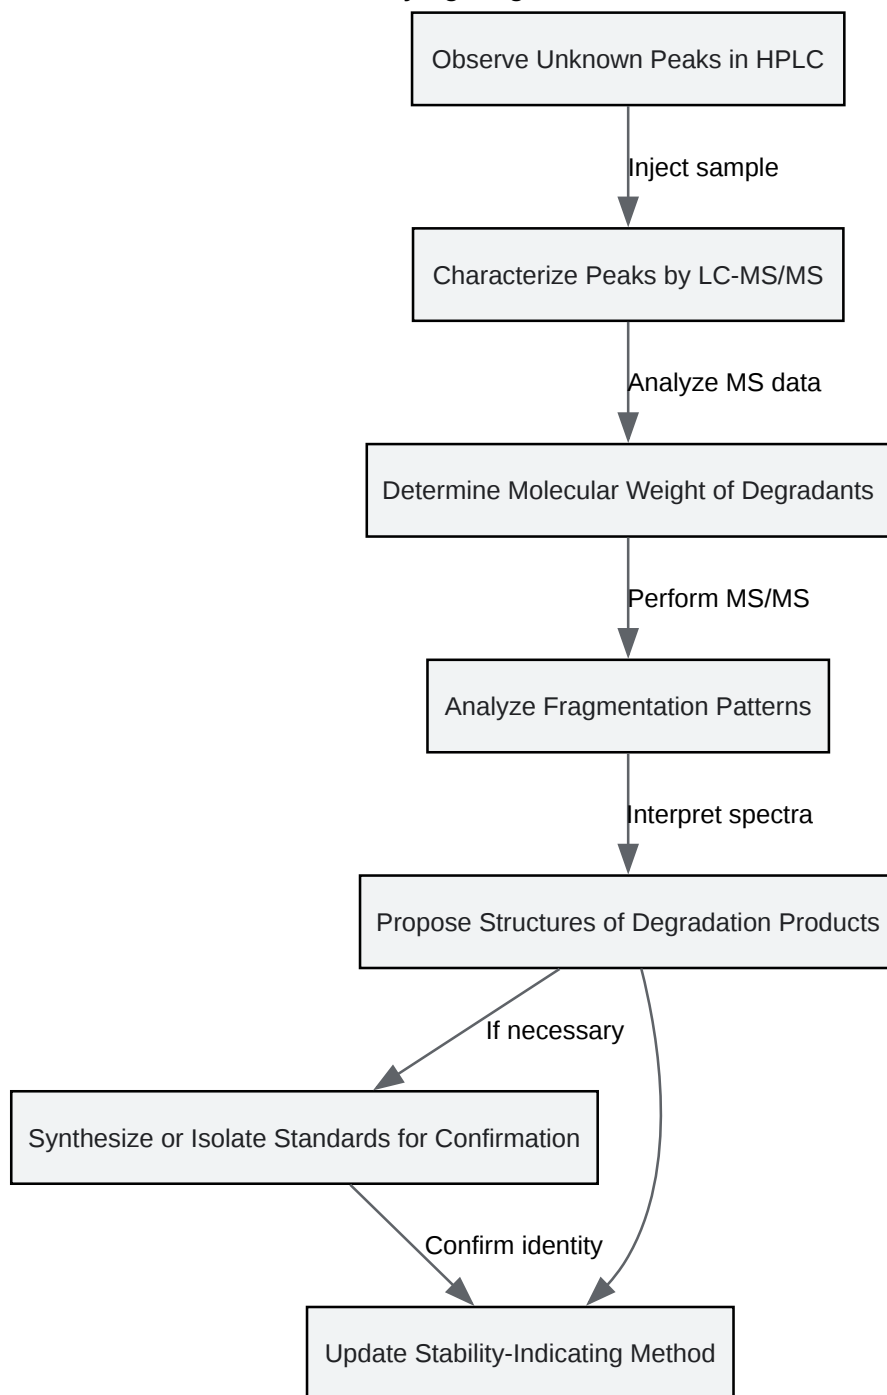 Observe Unknown Peaks in HPLC
Inject sample
Characterize Peaks by LC-MS/MS
Analyze MS data
Determine Molecular Weight of Degradants
Perform MS/MS
Analyze Fragmentation Patterns
Interpret spectra
Propose Structures of Degradation Products
If necessary
Synthesize or Isolate Standards for Confirmation
Confirm identity
Update Stability-Indicating Method